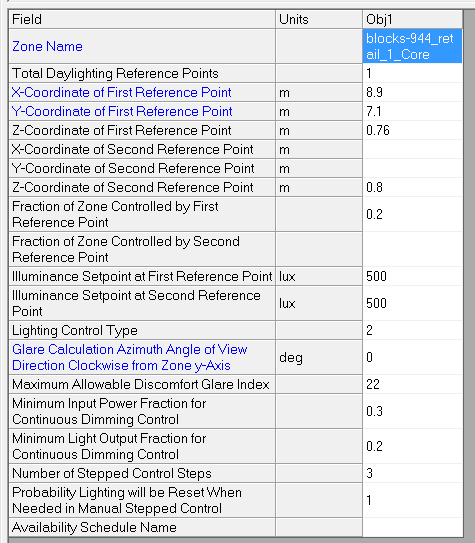 Field Units Obj1
Zone Name blocks-944_ret
ail_1_Core
Total Daylighting Reference Points 1
X-Coordinate of First Reference Point m 8.9
Y-Coordinate of First Reference Point m 7.1
Z-Coordinate of First Reference Point m 0.76
X-Coordinate of Second Reference Point m
Y-Coordinate of Second Reference Point m
Z-Coordinate of Second Reference Point m 0.8
Fraction of Zone Controlled by First
Reference Point 0.2
Fraction of Zone Controlled by Second
Reference Point
Illuminance Setpoint at First Reference Point lux 500
Illuminance Setpoint at Second Reference
Point lux 500
Lighting Control Type 2
Glare Calculation Azimuth Angle of View
Direction Clockwise from Zone y-Axis deg 0
Maximum Allowable Discomfort Glare Index 22
Minimum Input Power Fraction for
Continuous Dimming Control 0.3
Minimum Light Output Fraction for
Continuous Dimming Control 0.2
Number of Stepped Control Steps 3
Probability Lighting will be Reset When
Needed in Manual Stepped Control 1
Availability Schedule Name